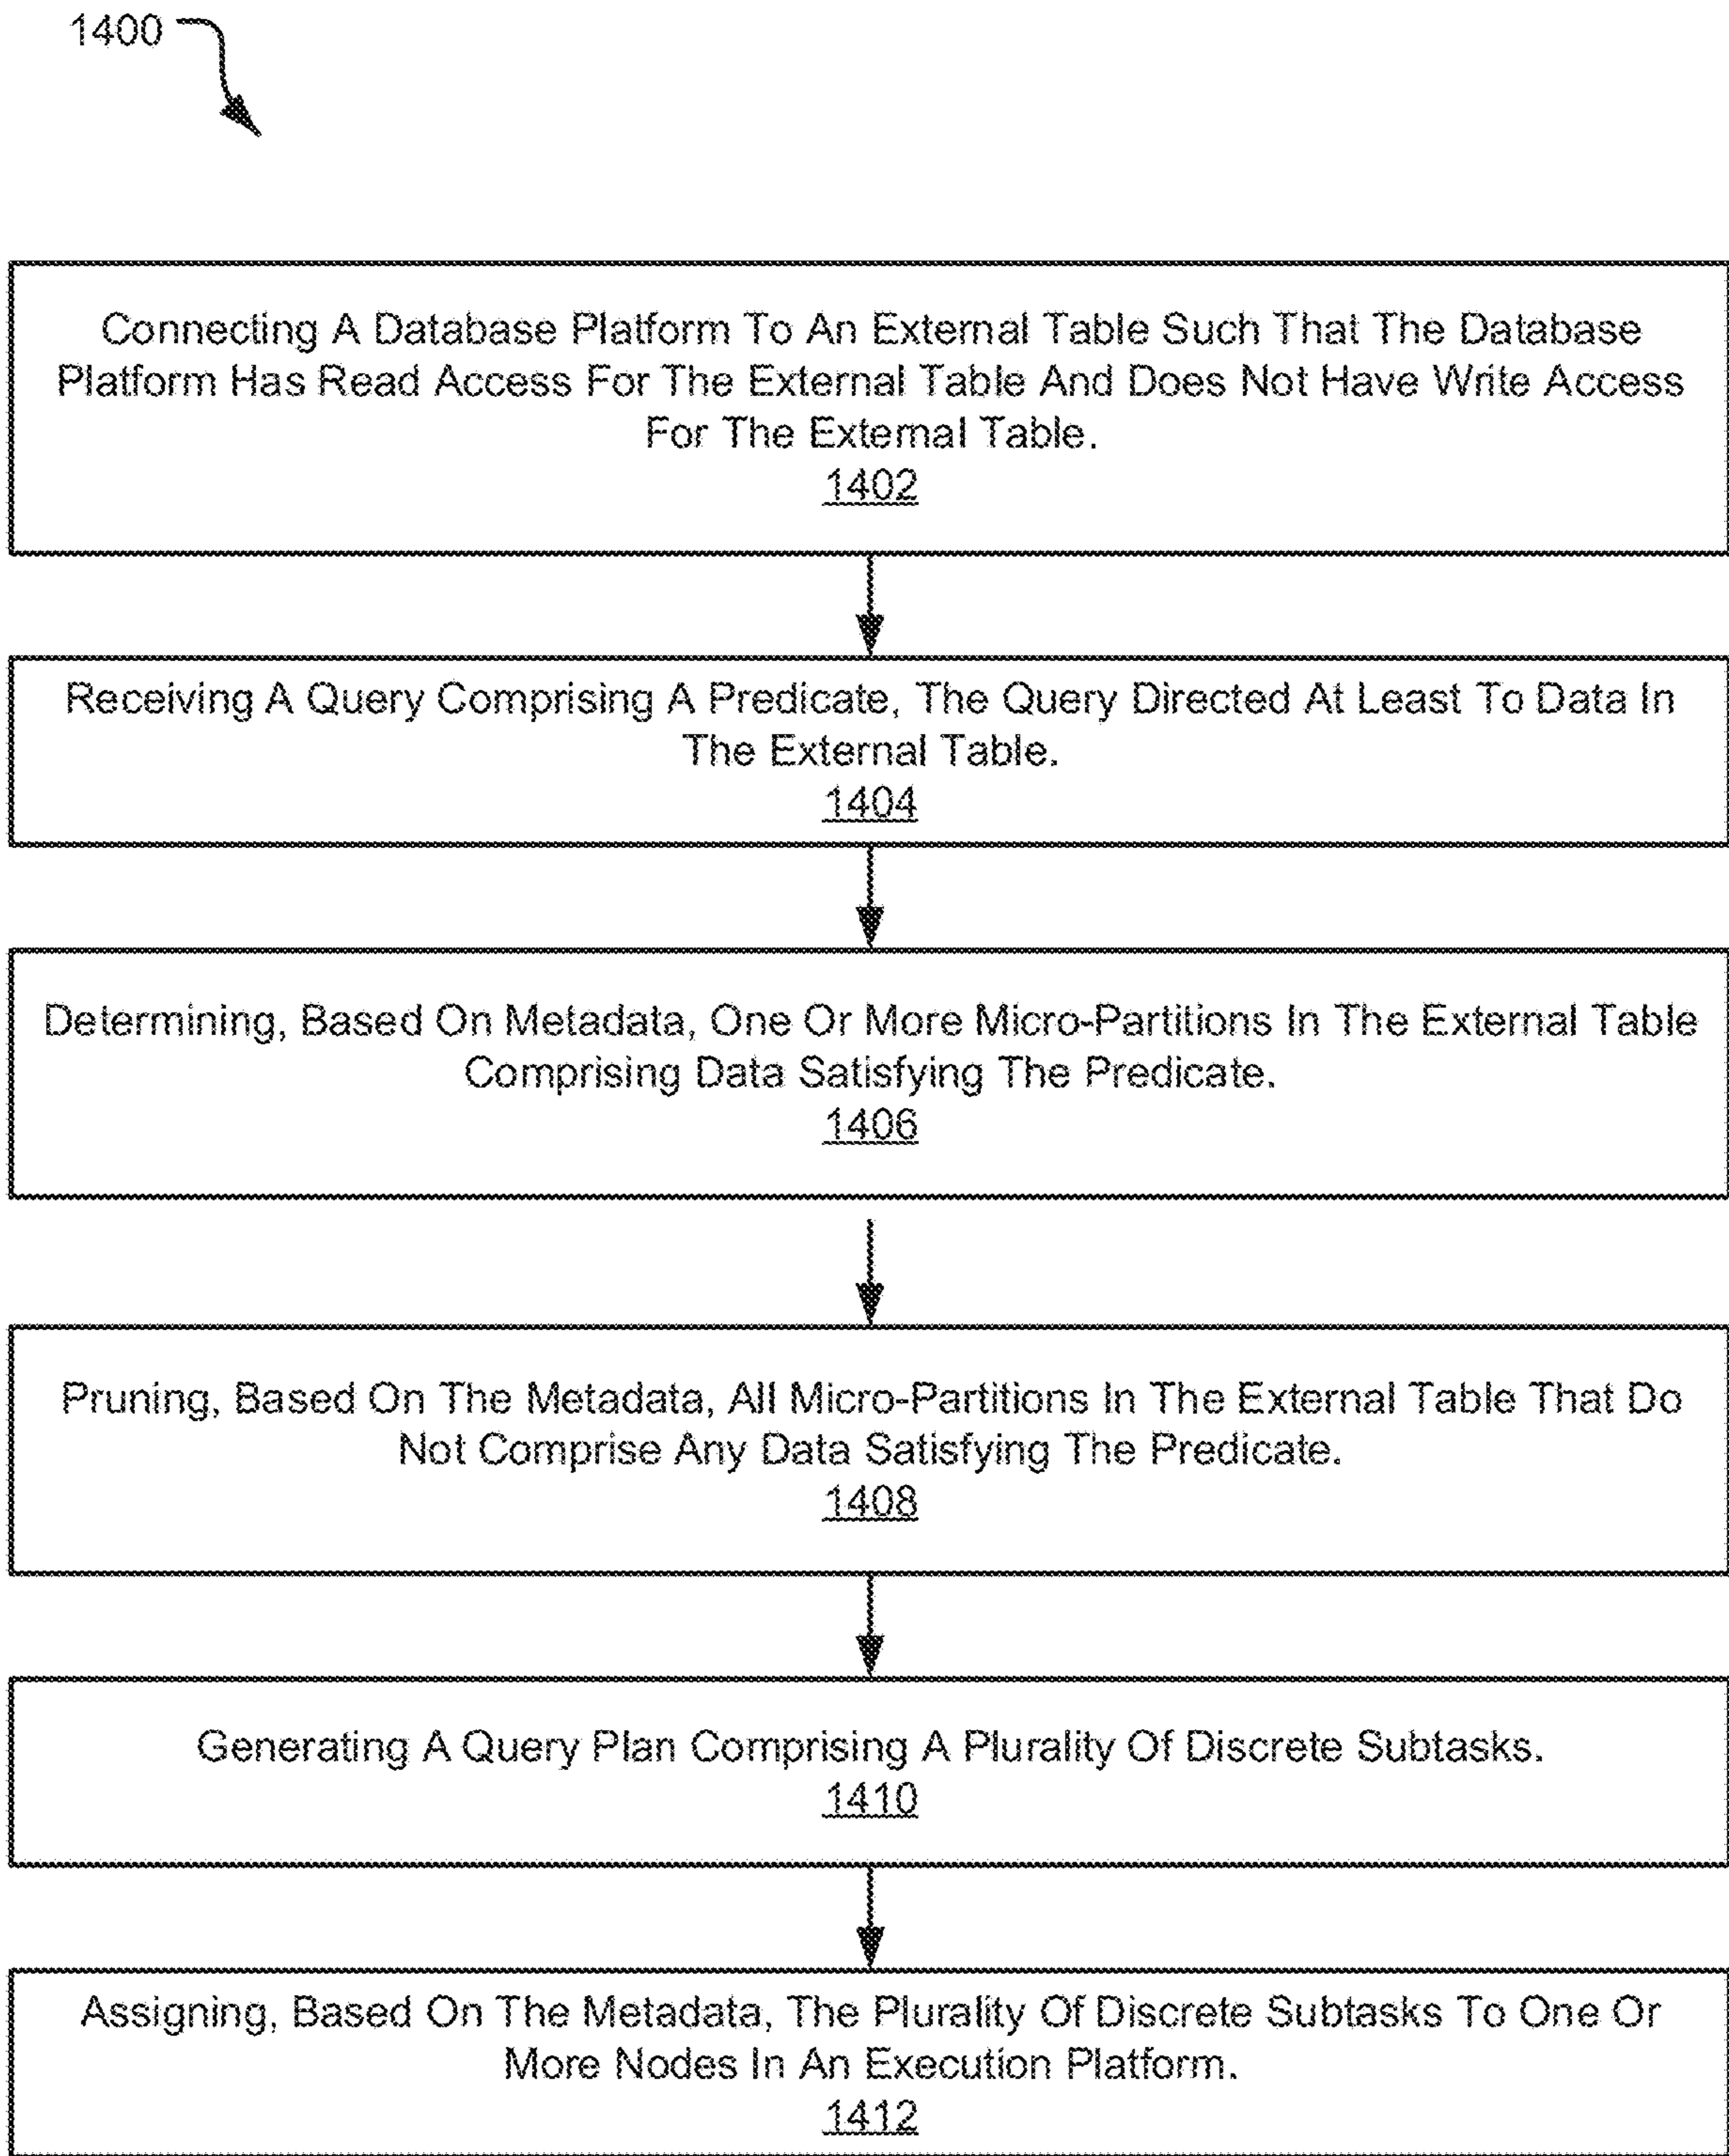 1400
Connecting A Database Platform To An External Table Such That The Database
Platform Has Read Access For The External Table And Does Not Have Write Access
For The External Table.
1402
Receiving A Query Comprising A Predicate, The Query Directed At Least To Data In
The External Table.
1404
Determining, Based On Metadata, One Or More Micro-Partitions In The External Table
Comprising Data Satisfying The Predicate.
1406
Pruning, Based On The Metadata, All Micro-Partitions In The External Table That Do
Not Comprise Any Data Satisfying The Predicate.
1408
Generating A Query Plan Comprising A Plurality Of Discrete Subtasks.
1410
Assigning, Based On The Metadata, The Plurality Of Discrete Subtasks To One Or
More Nodes In An Execution Platform.
1412